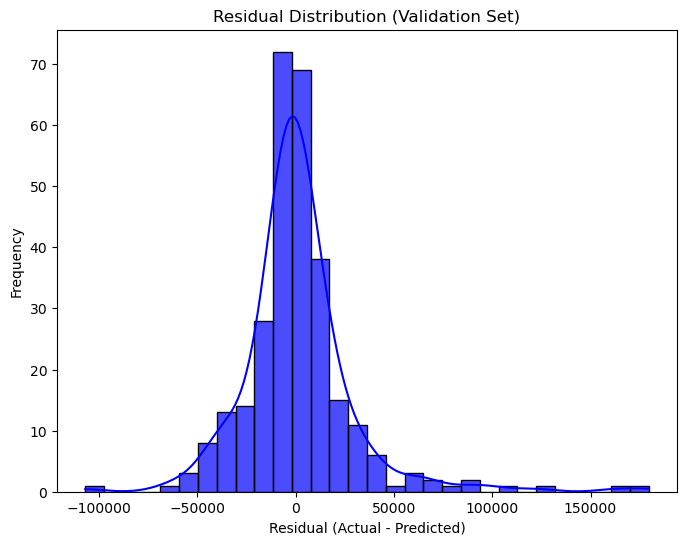 Residual Distribution (Validation Set)
Frequency
70
60
50
40
30
20
10
0
−100000 −50000 0 50000 100000 150000
Residual (Actual - Predicted)